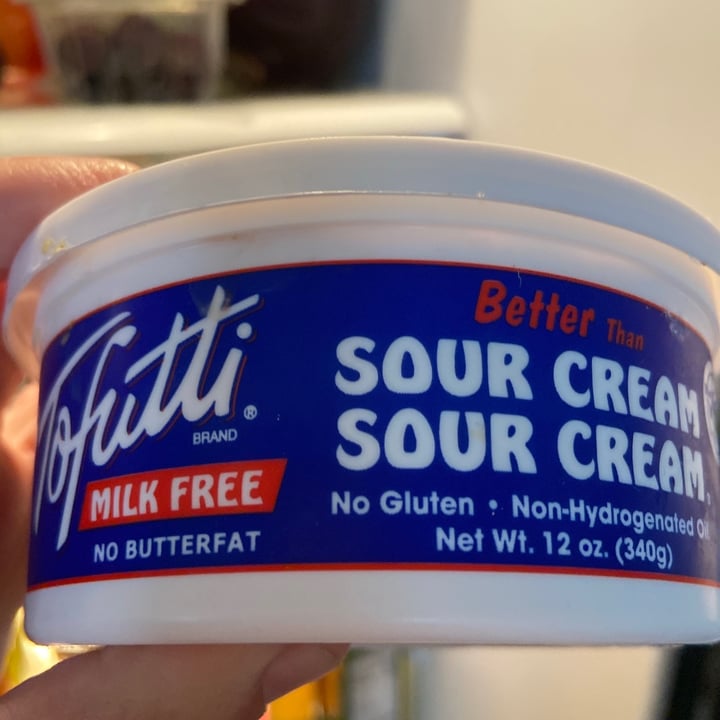 Tofutti®
BRAND
MILK FREE
NO BUTTERFAT
Better Than
SOUR CREAM
SOUR CREAM
No Gluten • Non-Hydrogenated
Net Wt. 12 oz. (340g)